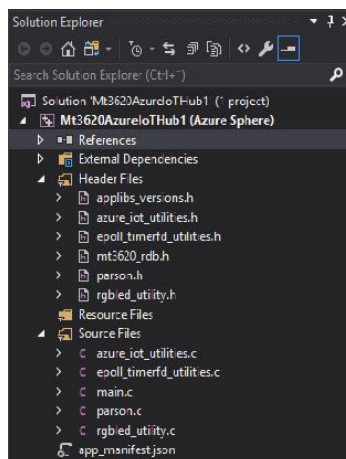 Solution Explorer
Search Solution Explorer (Ctrl+¨)
Solution 'Mt3620AzureIoTHub1 (1 project)
Mt3620AzureIoTHub1 (Azure Sphere)
References
External Dependencies
Header Files
applibs_versions.h
azure_iot_utilities.h
epoll_timerfd_utilities.h
mt3620_rdb.h
parson.h
rgbled_utility.h
Resource Files
Source Files
azure_iot_utilities.c
epoll_timerfd_utilities.c
main.c
parson.c
rgbled_utility.c
app_manifest.json